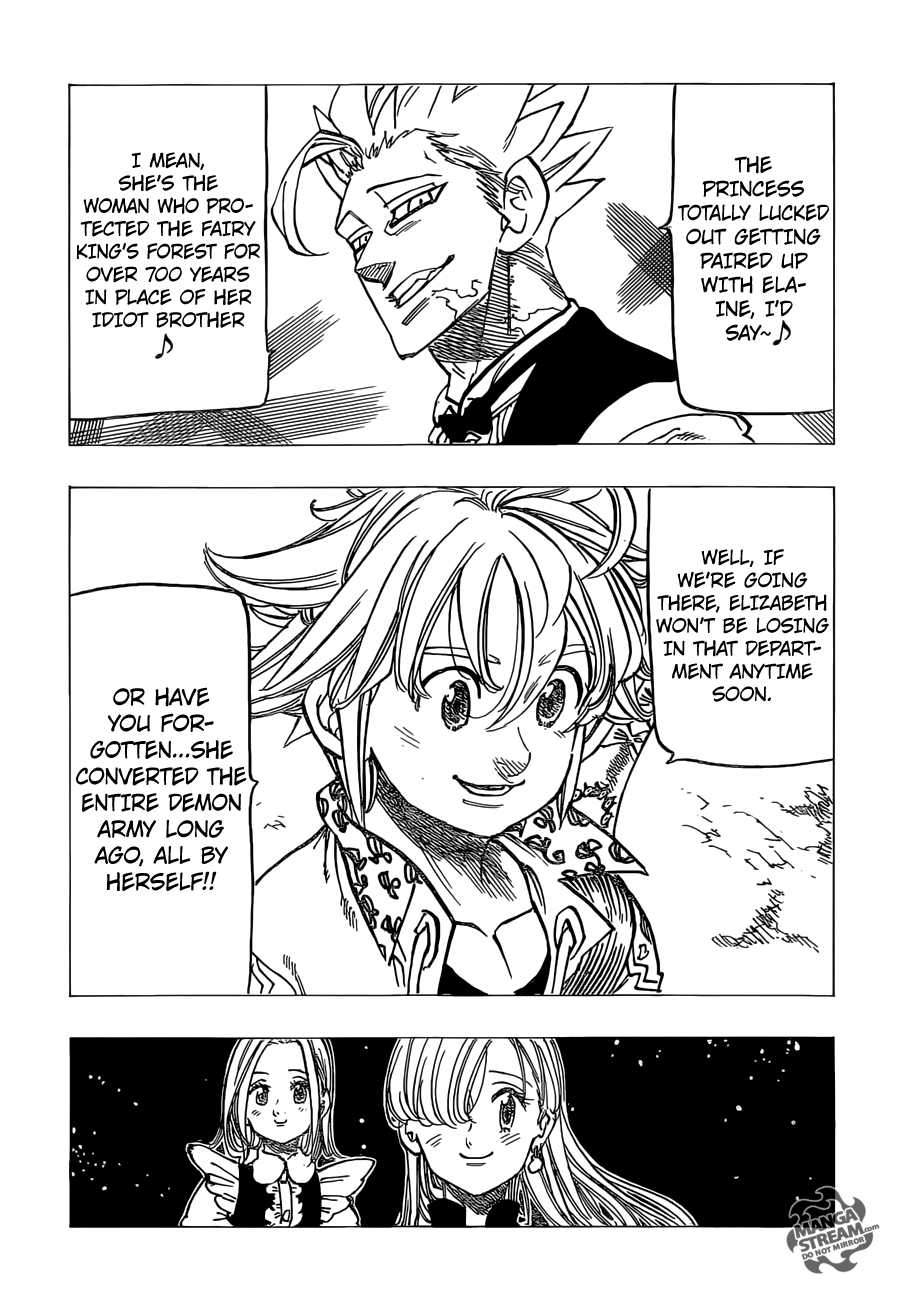 THE
PRINCESS
TOTALLY LUCKED
OUT GETTING
PAIRED UP
WITH ELA-
INE, I'D
SAY~♪
I MEAN,
SHE'S THE
WOMAN WHO PRO-
TECTED THE FAIRY
KING'S FOREST FOR
OVER 700 YEARS
IN PLACE OF HER
IDIOT BROTHER
♪
WELL, IF
WE'RE GOING
THERE, ELIZABETH
WON'T BE LOSING
IN THAT DEPART-
MENT ANYTIME
SOON.
OR HAVE
YOU FOR-
GOTTEN...SHE
CONVERTED THE
ENTIRE DEMON
ARMY LONG
AGO, ALL BY
HERSELF!!
MANGA
STREAM.com
DO NOT MIRROR